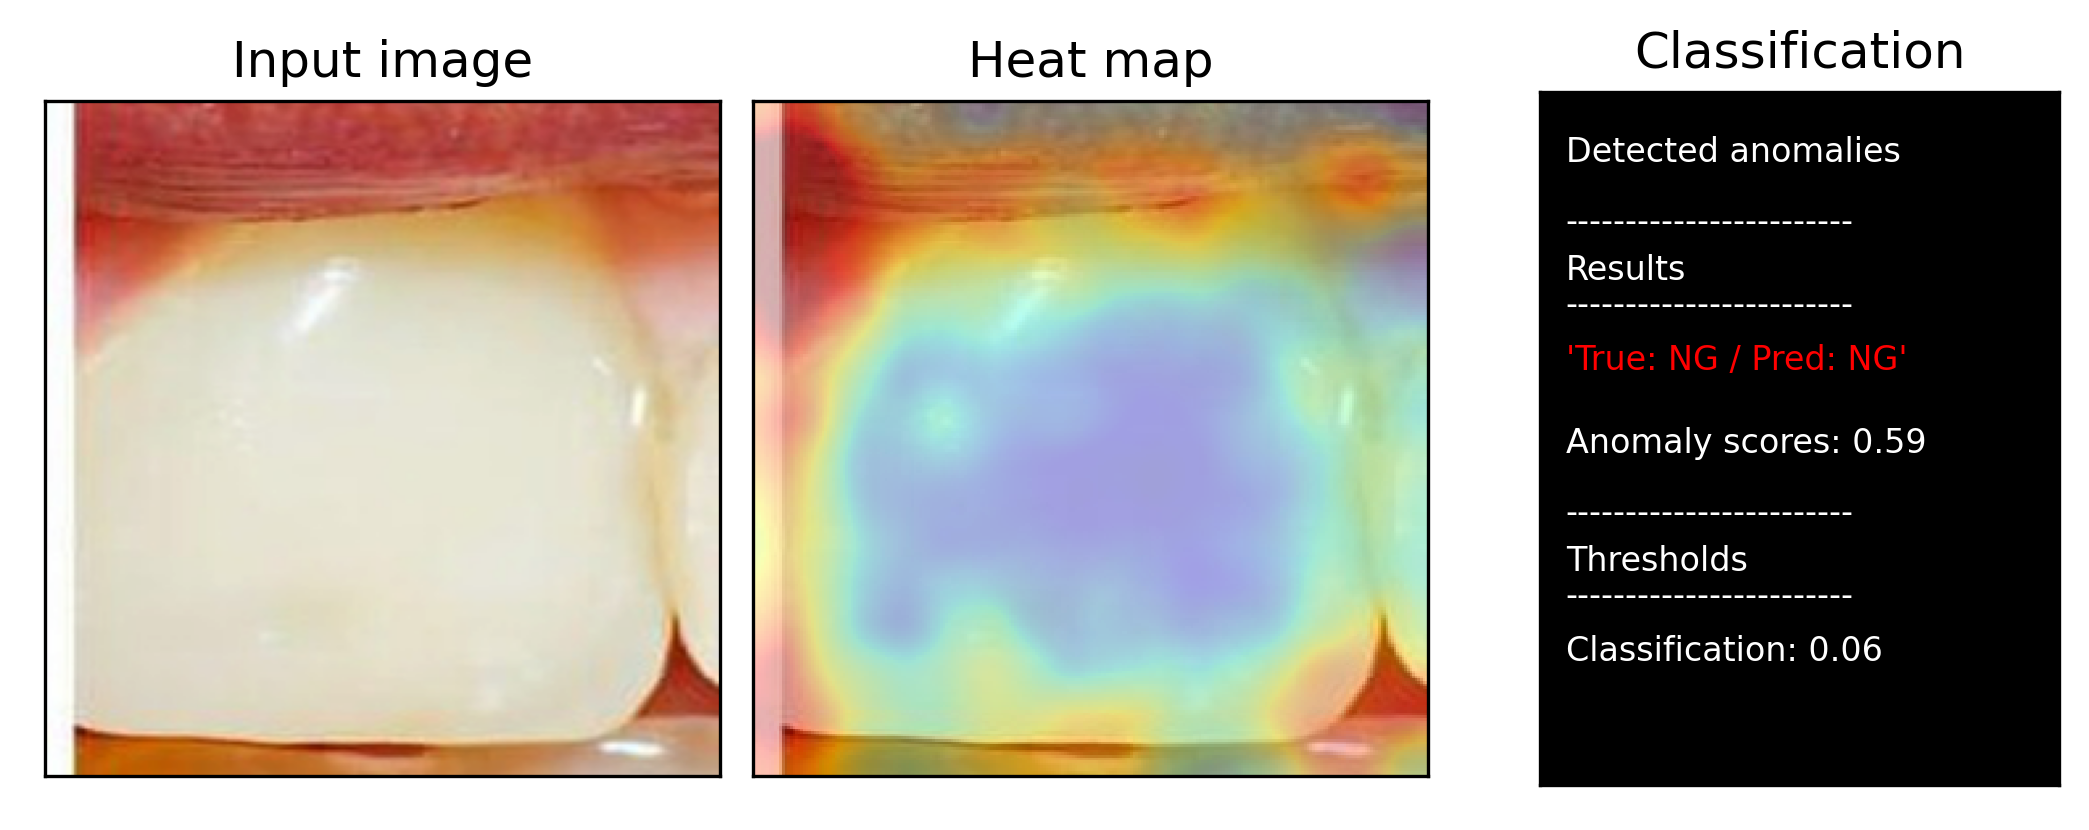 Input image
Heat map
Classification
Detected anomalies
------------------------
Results
------------------------
'True: NG / Pred: NG'
Anomaly scores: 0.59
------------------------
Thresholds
------------------------
Classification: 0.06